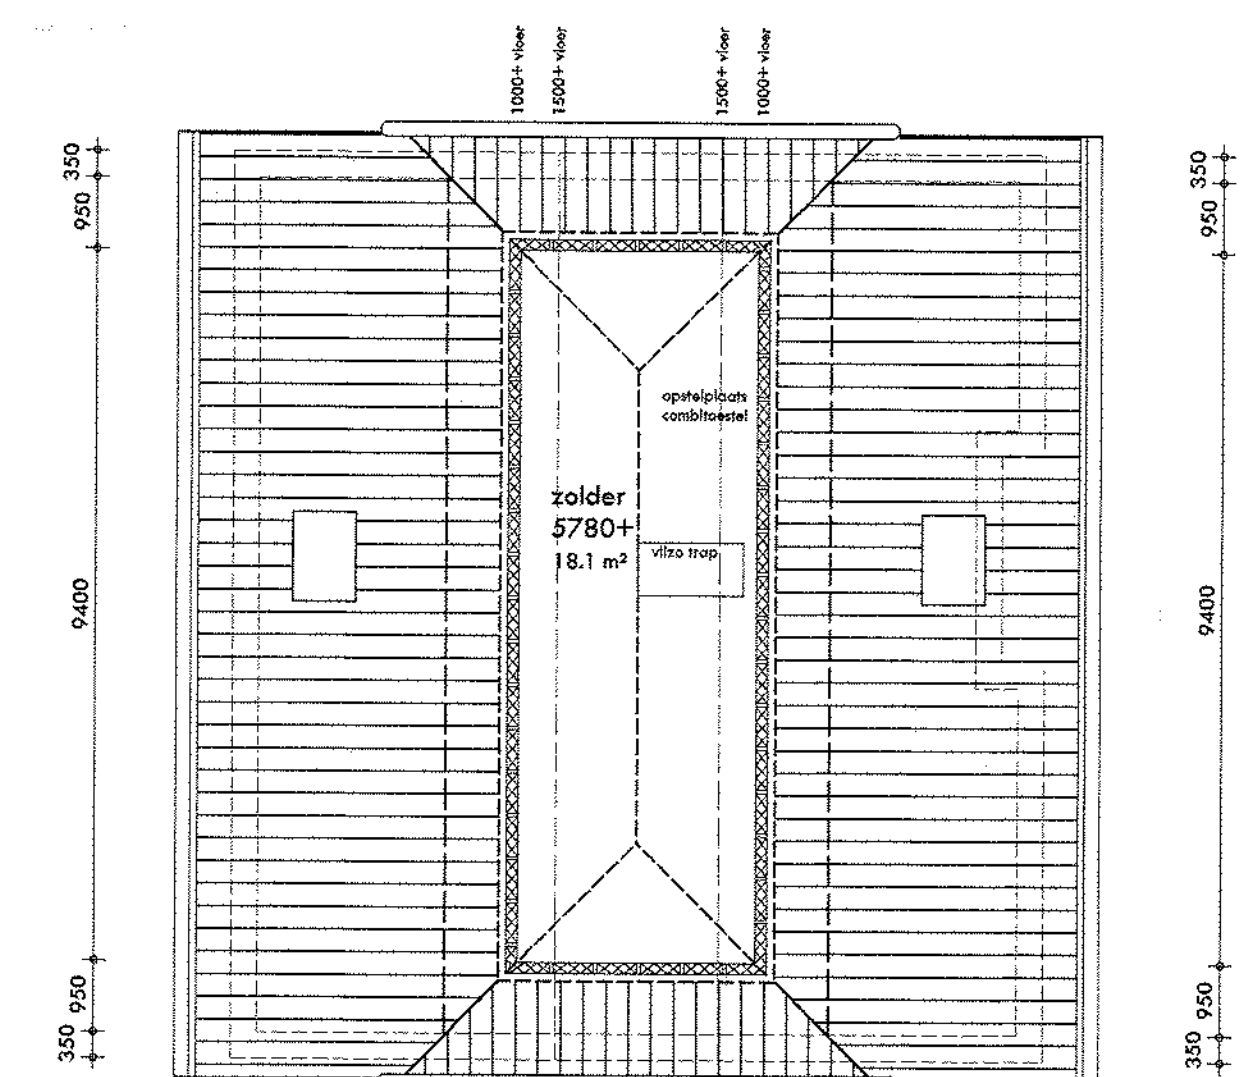 1000+ vloer
1500+ vloer
1500+ vloer
1000+ vloer
350
950
9400
950
350
350
950
9400
950
350
opstelplaats
combitoestel
zolder
5780+
18.1 m²
vlizo trap